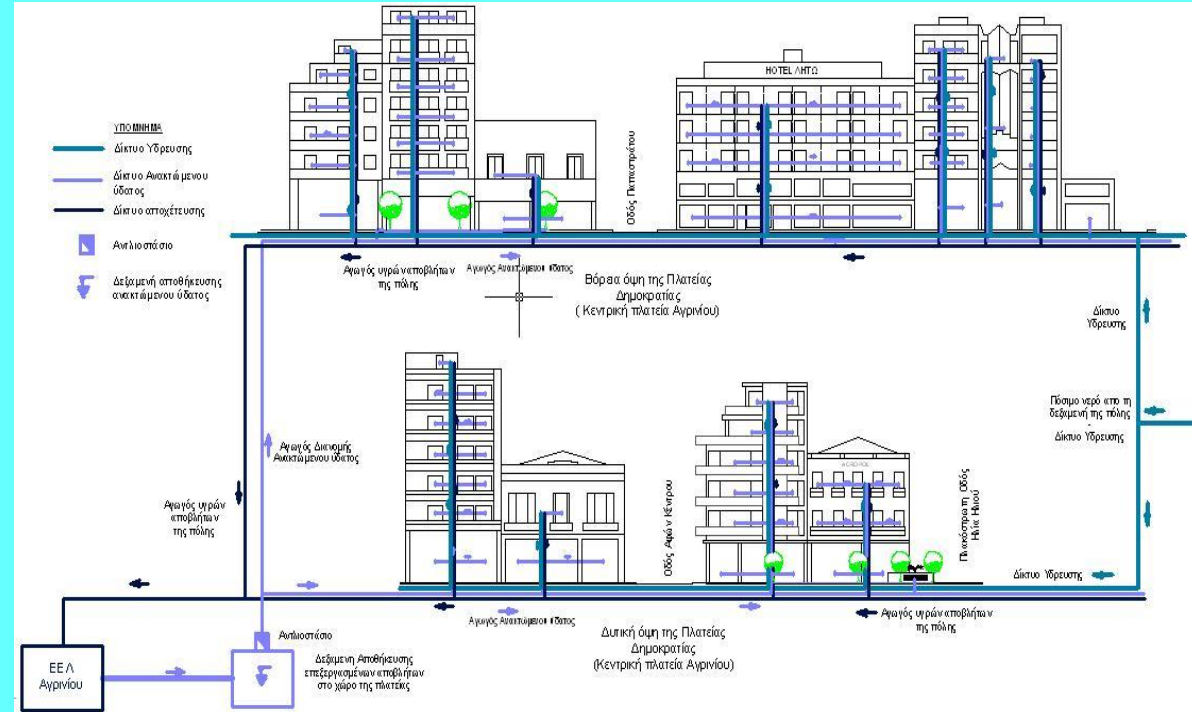 ΥΠΟΜΝΗΜΑ
Δίκτυο Ύδρευσης
Δίκτυο Ανακτώμενου
ύδατος
Δίκτυο αποχέτευσης
Αντλιοστάσιο
Δεξαμενή αποθήκευσης
ανακτώμενου ύδατος
HOTEL ΛΗΤΩ
Οδός Παπαστράτου
Αγωγός υγρών αποβλήτων
της πόλης
Αγωγός Ανακτώμενου ύδατος
Βόρεια όψη της Πλατείας
Δημοκρατίας
( Κεντρική πλατεία Αγρινίου)
Δίκτυο
Ύδρευσης
Πόσιμο νερό απο τη
δεξαμενή της πόλης
-
Δίκτυο Ύδρευσης
Αγωγός Διανομής
Ανακτώμενου ύδατος
Αγωγός υγρών
αποβλήτων
της πόλης
Οδός Αφών Κέντρου
ACROPOL
Πλακόστρωτη Οδός
Ηλία Ηλιού
Δίκτυο Ύδρευσης
Αγωγός Ανακτώμενου ύδατος
Αγωγός υγρών αποβλήτων
της πόλης
Δυτική όψη της Πλατείας
Δημοκρατίας
(Κεντρική πλατεία Αγρινίου)
Αντλιοστάσιο
ΕΕΛ
Αγρινίου
Δεξαμενη Αποθήκευσης
επεξεργασμένων αποβλήτων
στο χώρο της πλατείας